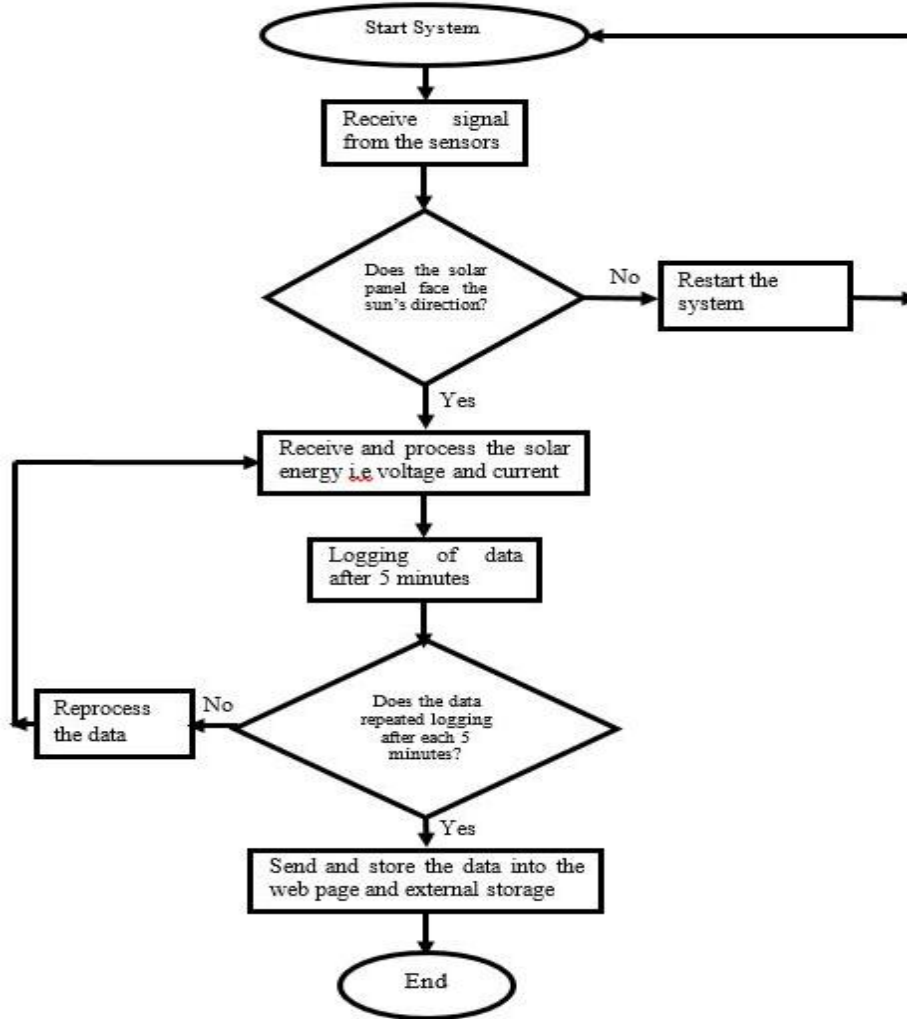 Start System
Receive signal
from the sensors
Does the solar
panel face the
sun's direction?
No
Restart the
system
Yes
Receive and process the solar
energy i.e voltage and current
Logging of data
after 5 minutes
Does the data
repeated logging
after each 5
minutes?
No
Reprocess
the data
Yes
Send and store the data into the
web page and external storage
End